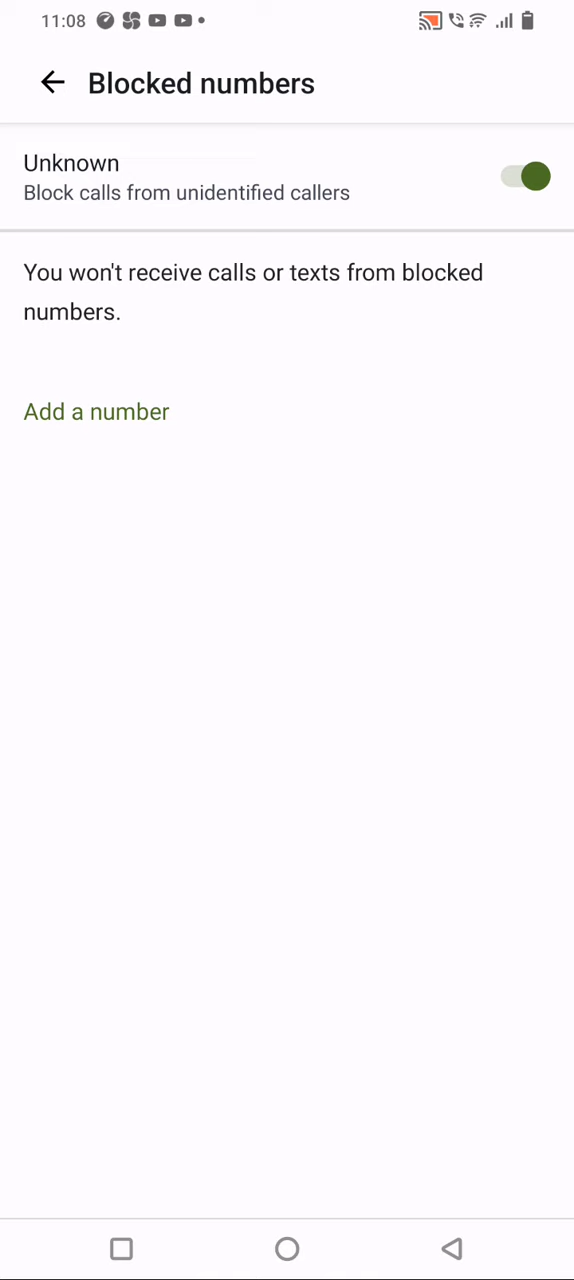 11:08
Blocked numbers
Unknown
Block calls from unidentified callers
You won't receive calls or texts from blocked
numbers.
Add a number